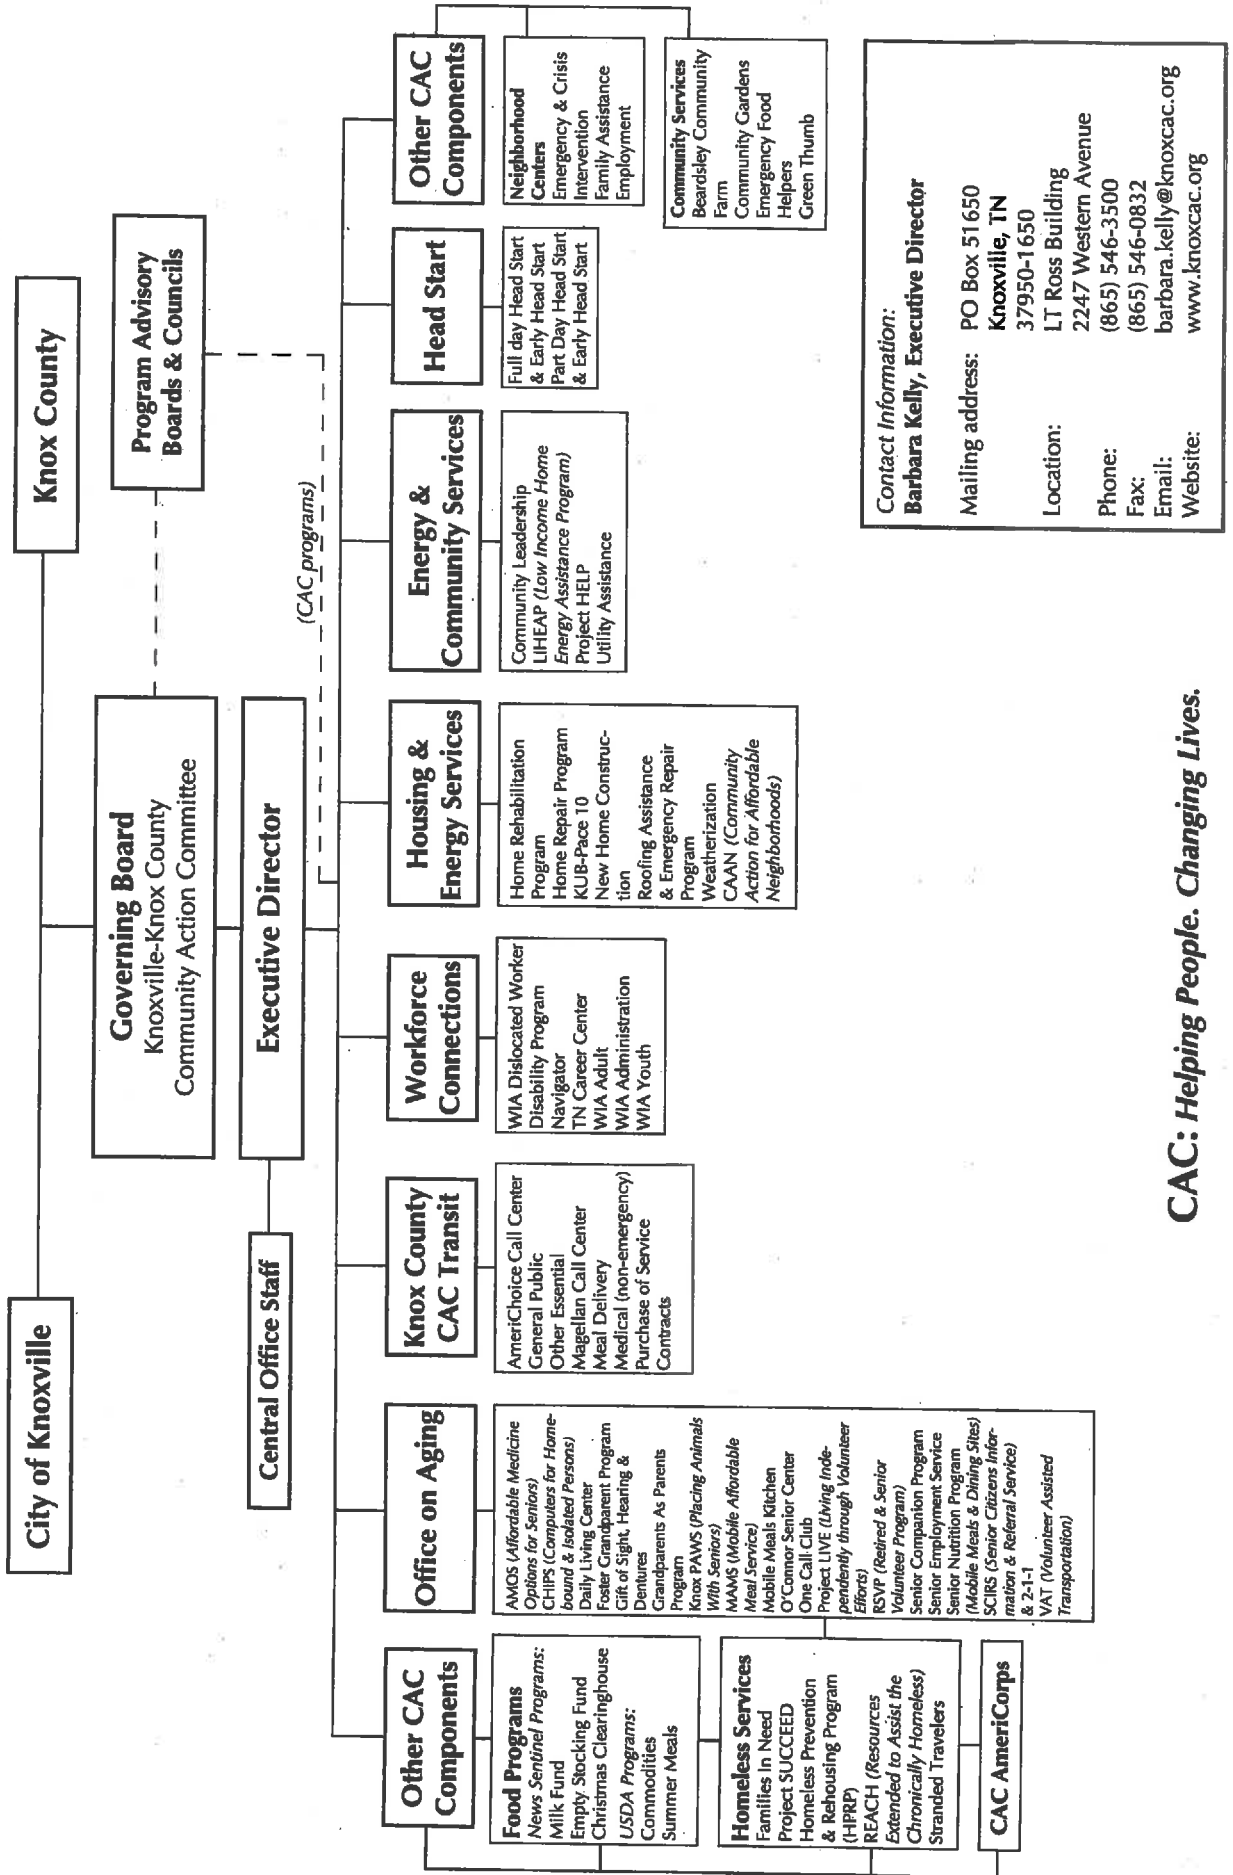 City of Knoxville
Knox County
Governing Board
Knoxville-Knox County
Community Action Committee
Program Advisory
Boards & Councils
Executive Director
Central Office Staff
(CAC programs)
Other CAC
Components
Food Programs
News Sentinel Programs:
Milk Fund
Empty Stocking Fund
Christmas Clearinghouse
USDA Programs:
Commodities
Summer Meals
Homeless Services
Families In Need
Project SUCCEED
Homeless Prevention
& Rehousing Program
(HPRP)
REACH (Resources
Extended to Assist the
Chronically Homeless)
Stranded Travelers
CAC AmeriCorps
Office on Aging
AMOS (Affordable Medicine
Options for Seniors)
CHIPS (Computers for Home-
bound & Isolated Persons)
Daily Living Center
Foster Grandparent Program
Gift of Sight, Hearing &
Dentures
Grandparents As Parents
Program
Knox PAWS (Placing Animals
With Seniors)
MAMS (Mobile Affordable
Meal Service)
Mobile Meals Kitchen
O'Connor Senior Center
One Call Club
Project LIVE (Living Inde-
pendently through Volunteer
Efforts)
RSVP (Retired & Senior
Volunteer Program)
Senior Companion Program
Senior Employment Service
Senior Nutrition Program
(Mobile Meals & Dining Sites)
SCIRS (Senior Citizens Infor-
mation & Referral Service)
& 2-1-1
VAT (Volunteer Assisted
Transportation)
Knox County
CAC Transit
AmeriChoice Call Center
General Public
Other Essential
Magellan Call Center
Meal Delivery
Medical (non-emergency)
Purchase of Service
Contracts
Workforce
Connections
WIA Dislocated Worker
Disability Program
Navigator
TN Career Center
WIA Adult
WIA Administration
WIA Youth
Housing &
Energy Services
Home Rehabilitation
Program
Home Repair Program
KUB-Pace 10
New Home Construc-
tion
Roofing Assistance
& Emergency Repair
Program
Weatherization
CAAN (Community
Action for Affordable
Neighborhoods)
Energy &
Community Services
Community Leadership
LIHEAP (Low Income Home
Energy Assistance Program)
Project HELP
Utility Assistance
Head Start
Full day Head Start
& Early Head Start
Part Day Head Start
& Early Head Start
Other CAC
Components
Neighborhood
Centers
Emergency & Crisis
Intervention
Family Assistance
Employment
Community Services
Beardsley Community
Farm
Community Gardens
Emergency Food
Helpers
Green Thumb
Contact Information:
Barbara Kelly, Executive Director
Mailing address: PO Box 51650
Knoxville, TN
37950-1650
Location: LT Ross Building
2247 Western Avenue
Phone: (865) 546-3500
Fax: (865) 546-0832
Email: barbara.kelly@knoxcac.org
Website: www.knoxcac.org
CAC: Helping People. Changing Lives.